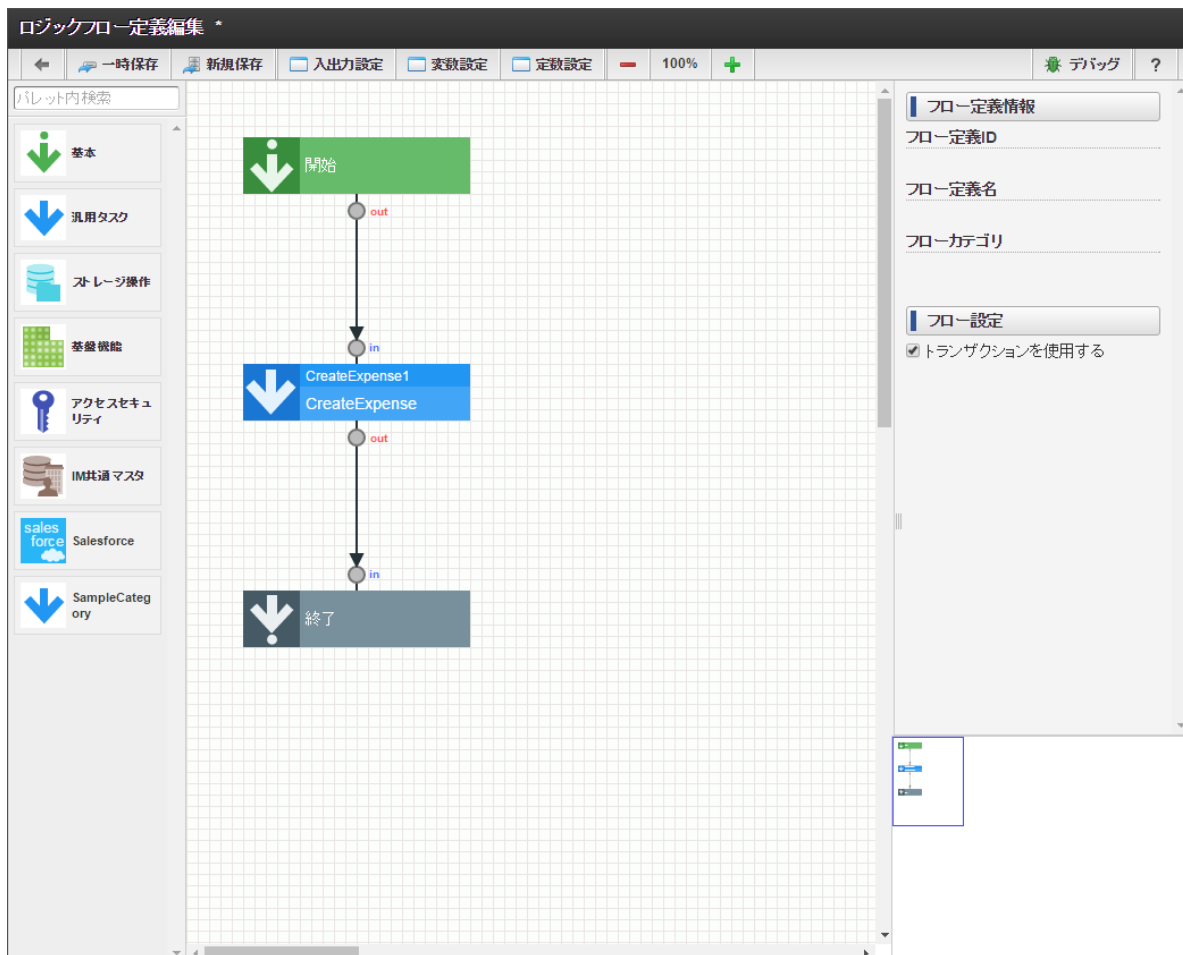 ロジックフロー定義編集 *
一時保存 新規保存 入出力設定 変数設定 定数設定 100% デバッグ ?
パレット内検索
基本
汎用タスク
ストレージ操作
基盤機能
アクセスセキュ
リティ
IM共通マスタ
sales
force
Salesforce
SampleCateg
ory
開始
out
in
CreateExpense1
CreateExpense
out
in
終了
フロー定義情報
フロー定義ID
フロー定義名
フローカテゴリ
フロー設定
トランザクションを使用する